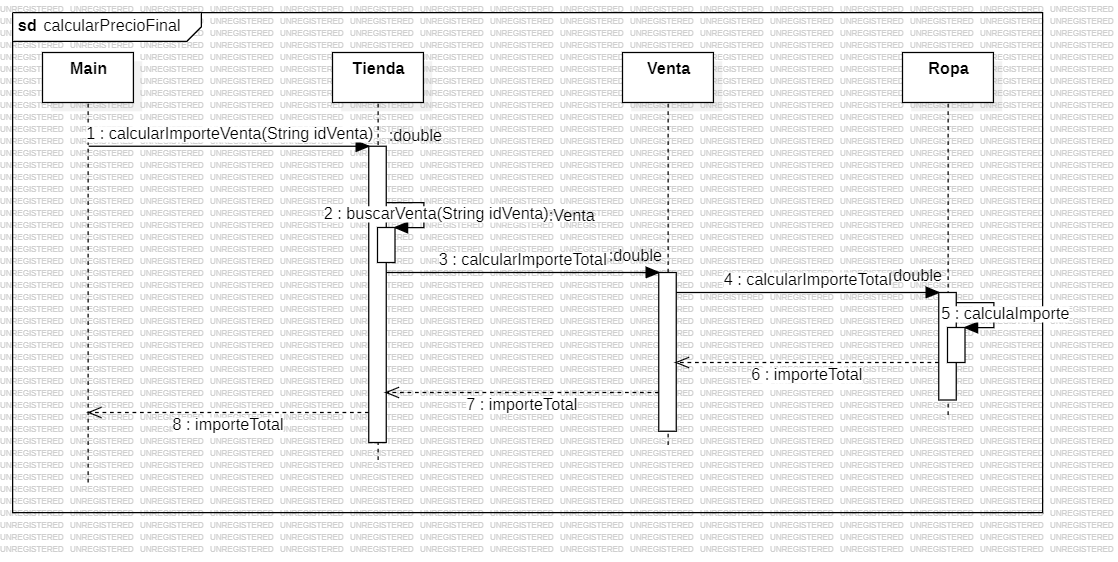 sd calcularPrecioFinal
Main
Tienda
Venta
Ropa
1 : calcularImporteVenta(String idVenta) :double
2 : buscarVenta(String idVenta):Venta
3 : calcularImporteTotal :double
4 : calcularImporteTotal double
5 : calculaImporte
6 : importeTotal
7 : importeTotal
8 : importeTotal
UNREGISTERED